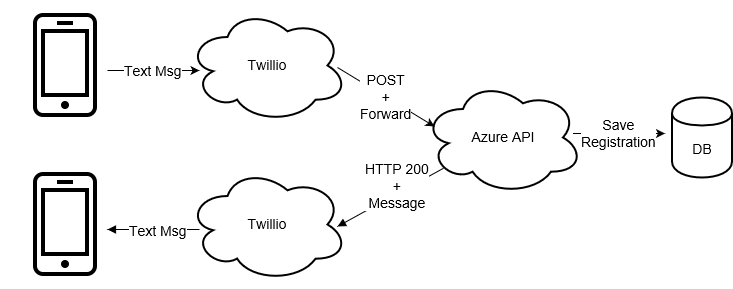 Text Msg
Twillio
POST
+
Forward
Azure API
Save
Registration
DB
HTTP 200
+
Message
Twillio
Text Msg